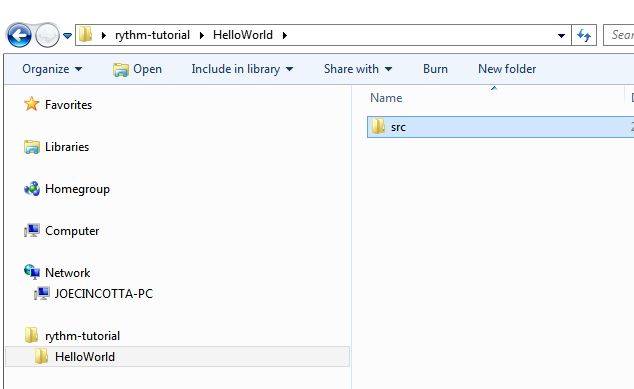 rythm-tutorial HelloWorld
Organize Open Include in library Share with Burn New folder
Favorites
Name
src
Libraries
Homegroup
Computer
Network
JOECINCOTTA-PC
rythm-tutorial
HelloWorld